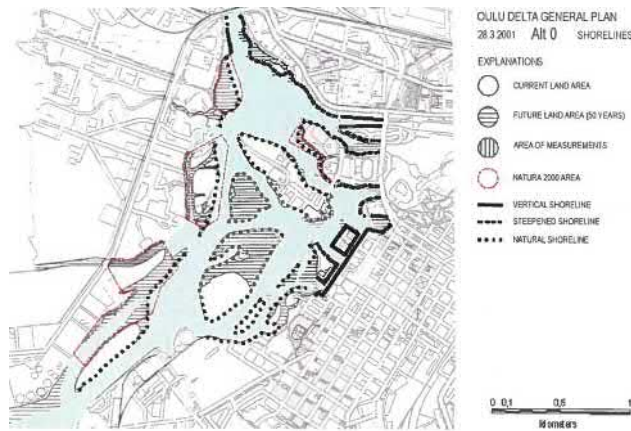 OULU DELTA GENERAL PLAN
28.3.2001 Alt 0 SHORELINES
EXPLANATIONS
CURRENT LAND AREA
FUTURE LAND AREA (50 YEARS)
AREA OF MEASUREMENTS
NATURA 2000 AREA
VERTICAL SHORELINE
STEEPENED SHORELINE
NATURAL SHORELINE
0 0,1 0,5 1
kilometers